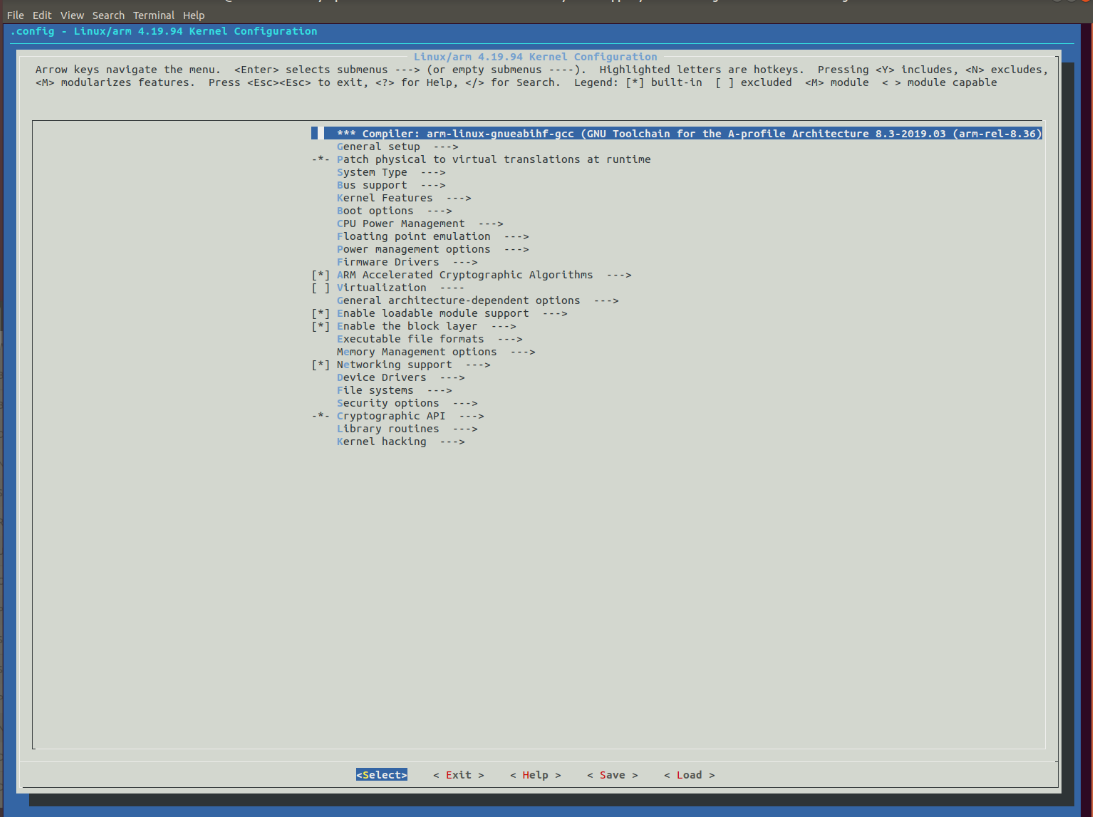 File Edit View Search Terminal Help
.config - Linux/arm 4.19.94 Kernel Configuration
Linux/arm 4.19.94 Kernel Configuration
Arrow keys navigate the menu. <Enter> selects submenus ---> (or empty submenus ----). Highlighted letters are hotkeys. Pressing <Y> includes, <N> excludes,
<M> modularizes features. Press <Esc><Esc> to exit, <?> for Help, </> for Search. Legend: [*] built-in [ ] excluded <M> module < > module capable
*** Compiler: arm-linux-gnueabihf-gcc (GNU Toolchain for the A-profile Architecture 8.3-2019.03 (arm-rel-8.36)
General setup --->
-*- Patch physical to virtual translations at runtime
System Type --->
Bus support --->
Kernel Features --->
Boot options --->
CPU Power Management --->
Floating point emulation --->
Power management options --->
Firmware Drivers --->
[*] ARM Accelerated Cryptographic Algorithms --->
[ ] Virtualization ----
General architecture-dependent options --->
[*] Enable loadable module support --->
[*] Enable the block layer --->
Executable file formats --->
Memory Management options --->
[*] Networking support --->
Device Drivers --->
File systems --->
Security options --->
-*- Cryptographic API --->
Library routines --->
Kernel hacking --->
<Select> < Exit > < Help > < Save > < Load >